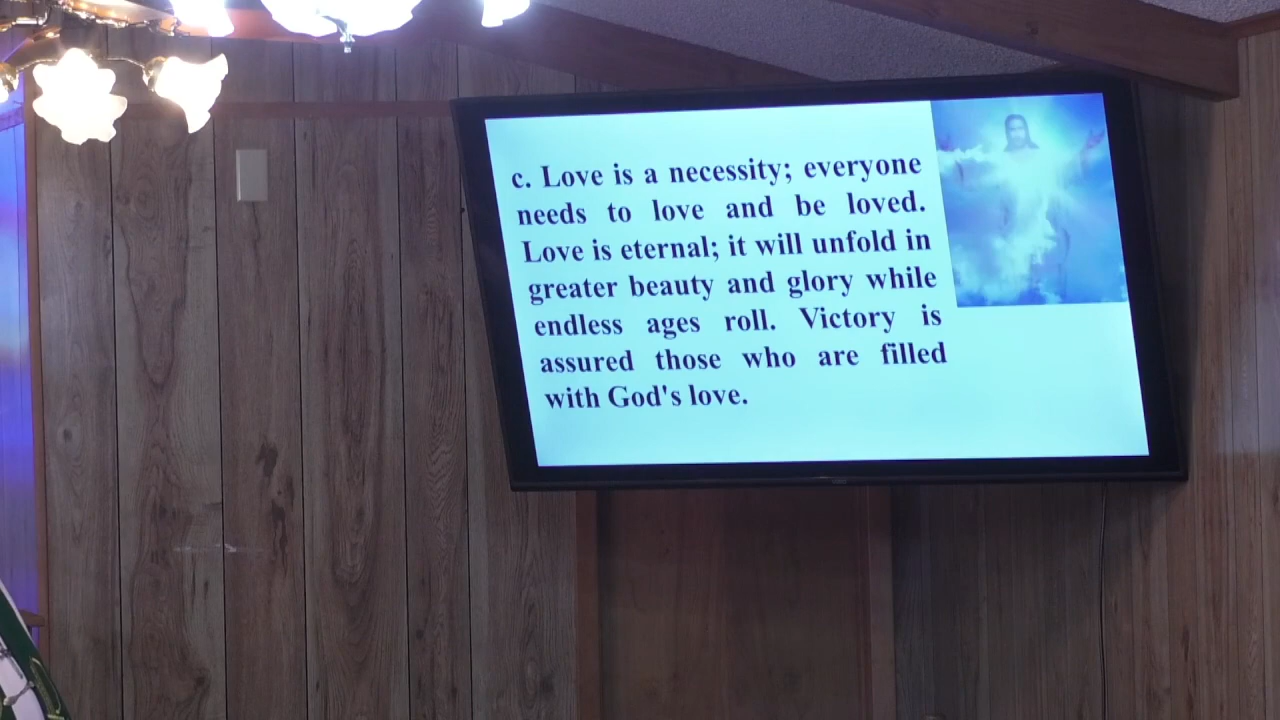 c. Love is a necessity; everyone
needs to love and be loved.
Love is eternal; it will unfold in
greater beauty and glory while
endless ages roll. Victory is
assured those who are filled
with God's love.